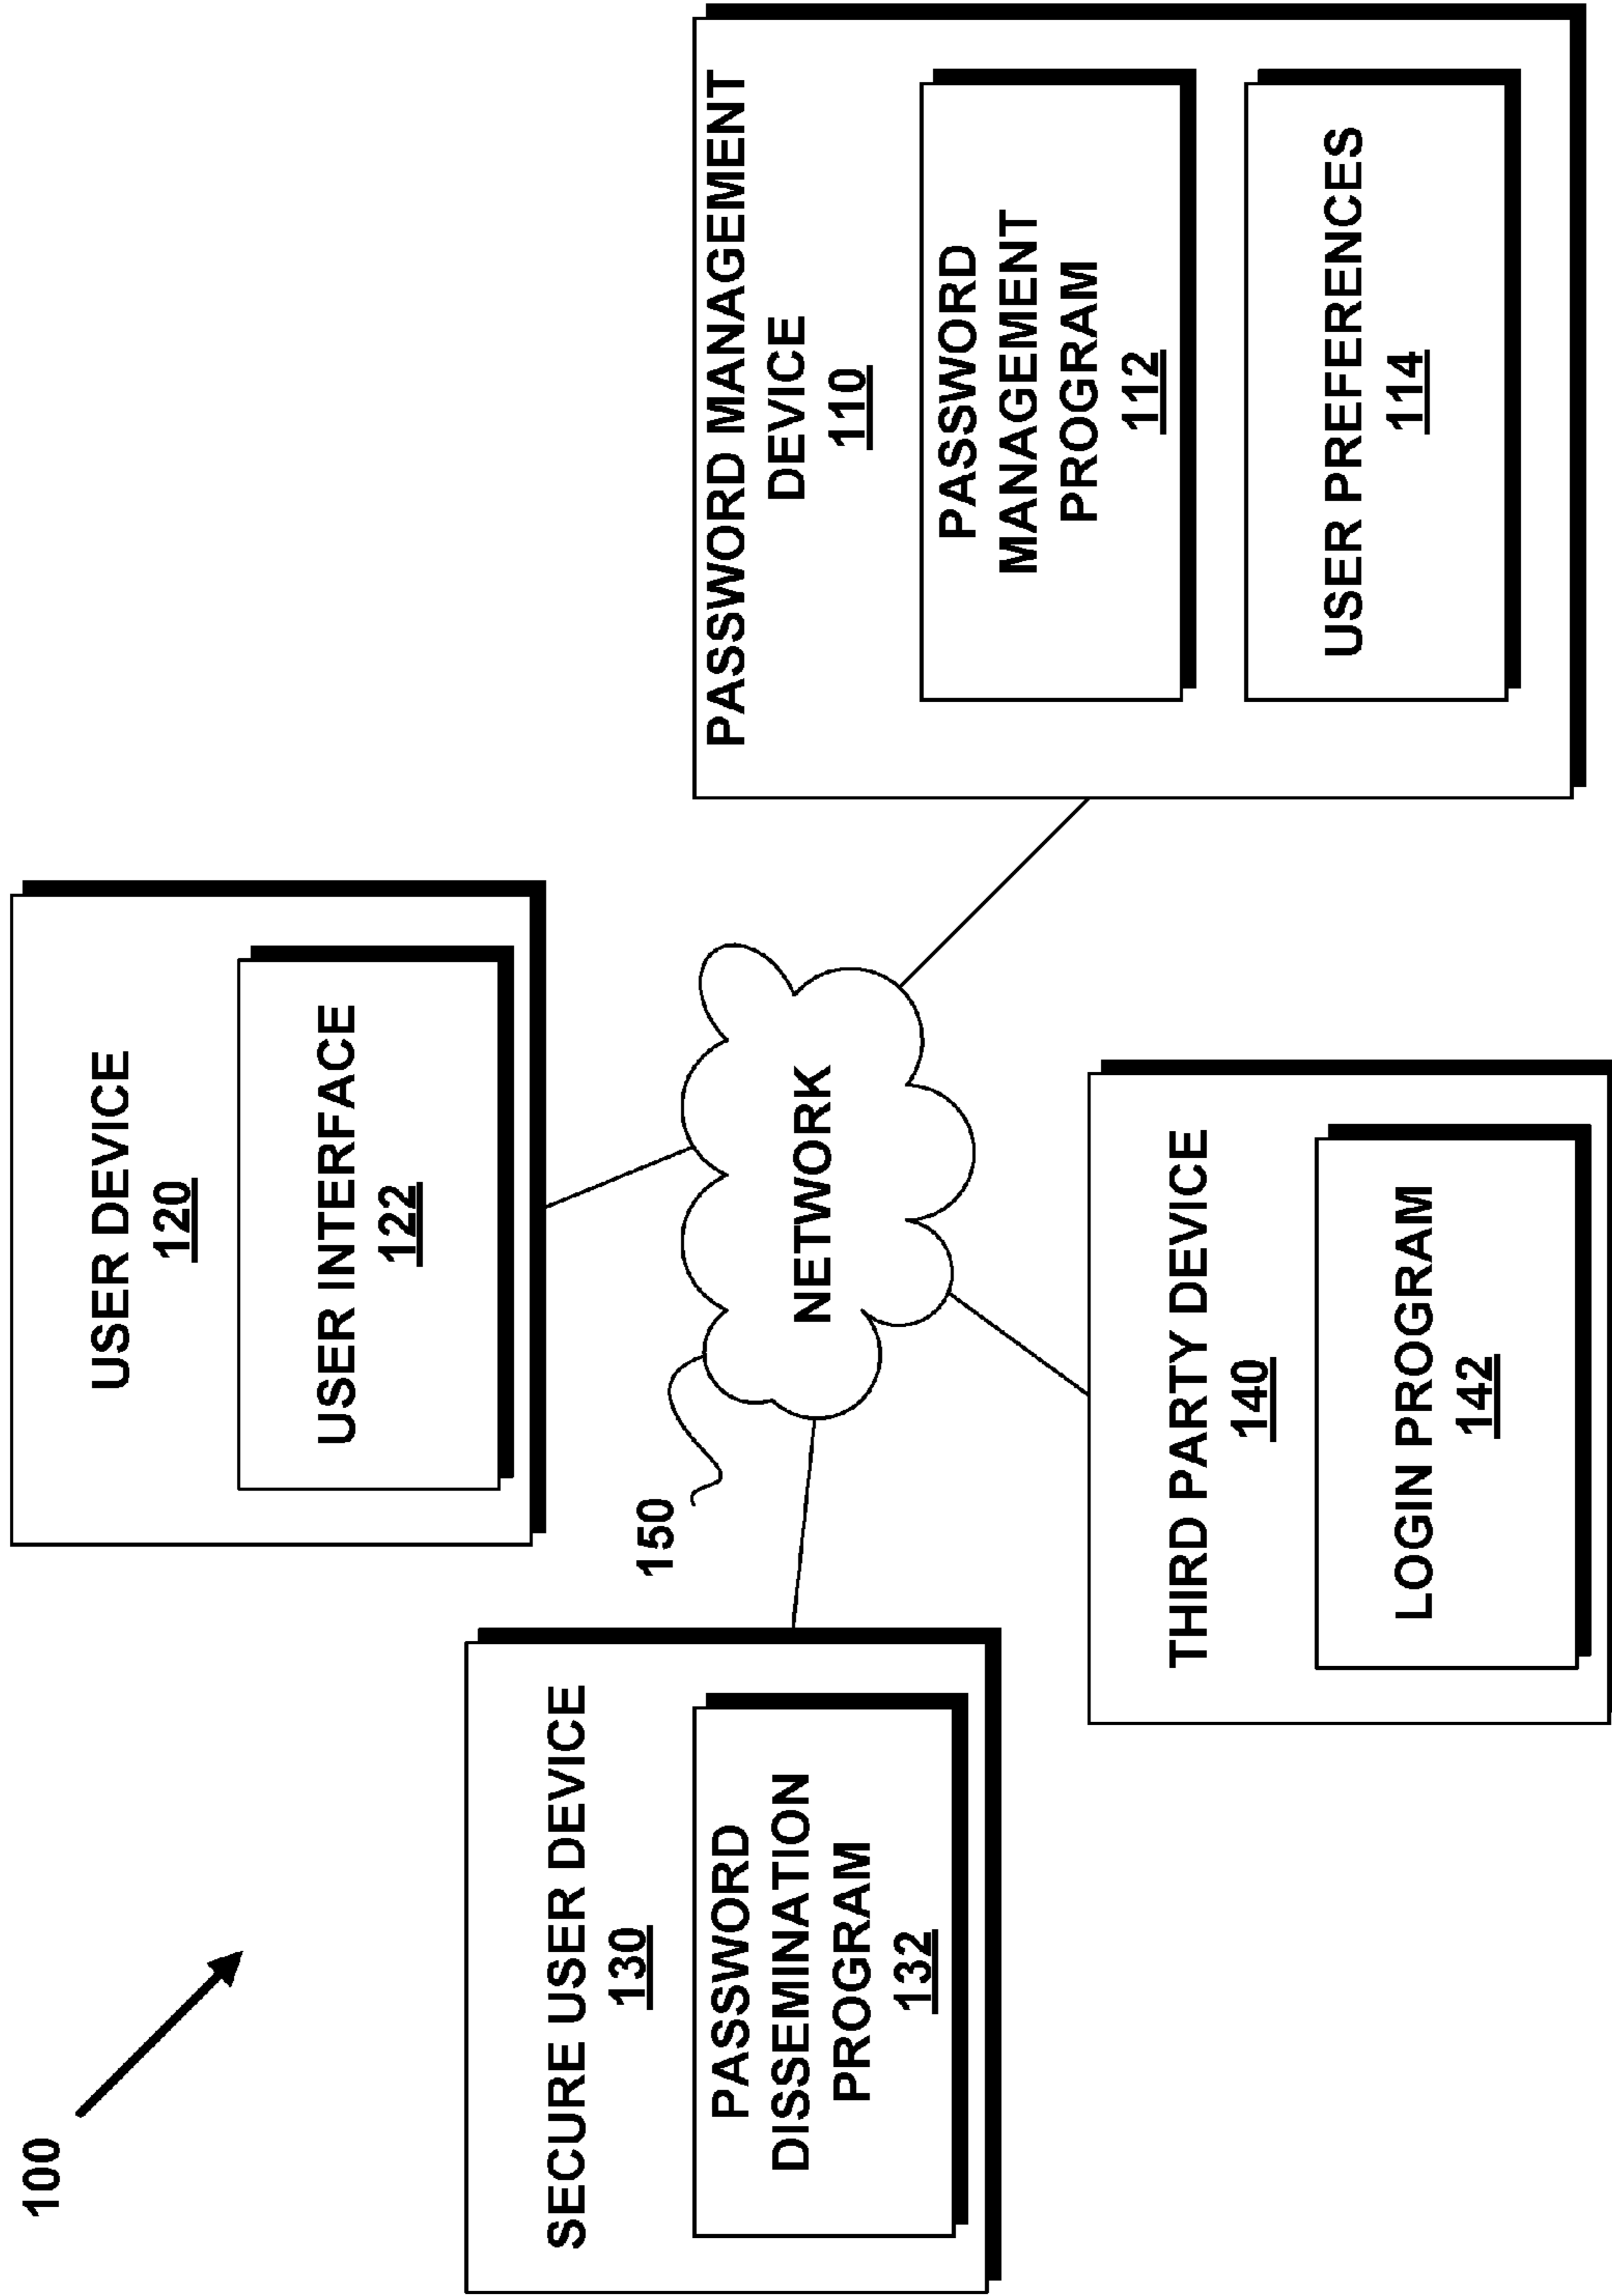 100
USER DEVICE
120
USER INTERFACE
122
SECURE USER DEVICE
130
PASSWORD
DISSEMINATION
PROGRAM
132
150
NETWORK
PASSWORD MANAGEMENT
DEVICE
110
PASSWORD
MANAGEMENT
PROGRAM
112
USER PREFERENCES
114
THIRD PARTY DEVICE
140
LOGIN PROGRAM
142